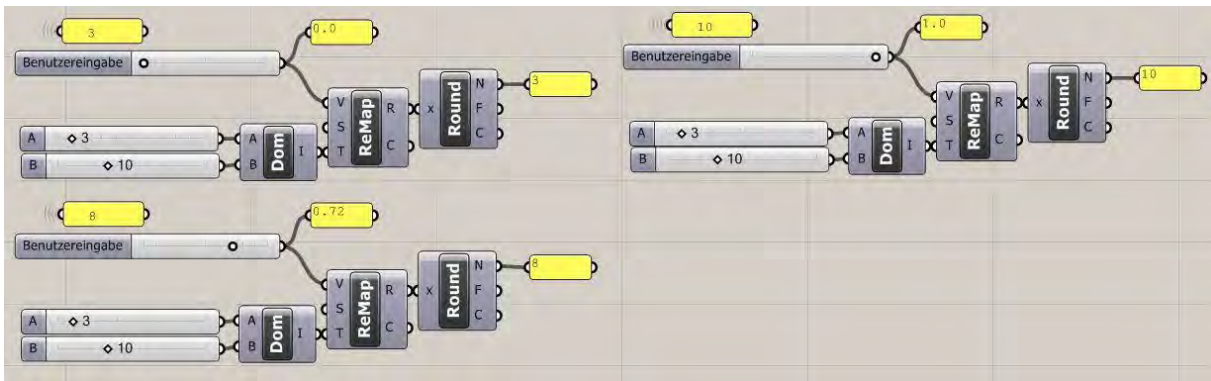 3
0.0
Benutzereingabe
A 3
B 10
A
B
Dom
I
V
S
T
ReMap
R
C
x
Round
N
F
C
3
10
1.0
Benutzereingabe
A 3
B 10
A
B
Dom
I
V
S
T
ReMap
R
C
x
Round
N
F
C
10
8
0.72
Benutzereingabe
A 3
B 10
A
B
Dom
I
V
S
T
ReMap
R
C
x
Round
N
F
C
8